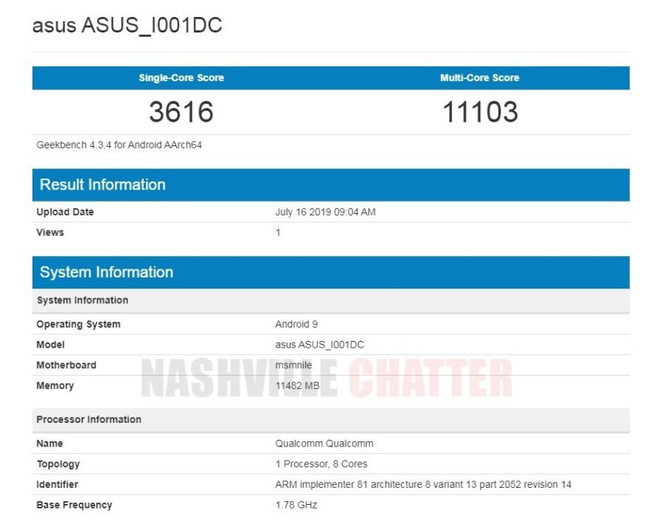 asus ASUS_I001DC
Single-Core Score Multi-Core Score
3616 11103
Geekbench 4.3.4 for Android AArch64
Result Information
Upload Date July 16 2019 09:04 AM
Views 1
System Information
System Information
Operating System Android 9
Model asus ASUS_I001DC
Motherboard msmnile
NASHVILLE CHATTER
Memory 11482 MB
Processor Information
Name Qualcomm Qualcomm
Topology 1 Processor, 8 Cores
Identifier ARM implementer 81 architecture 8 variant 13 part 2052 revision 14
Base Frequency 1.78 GHz